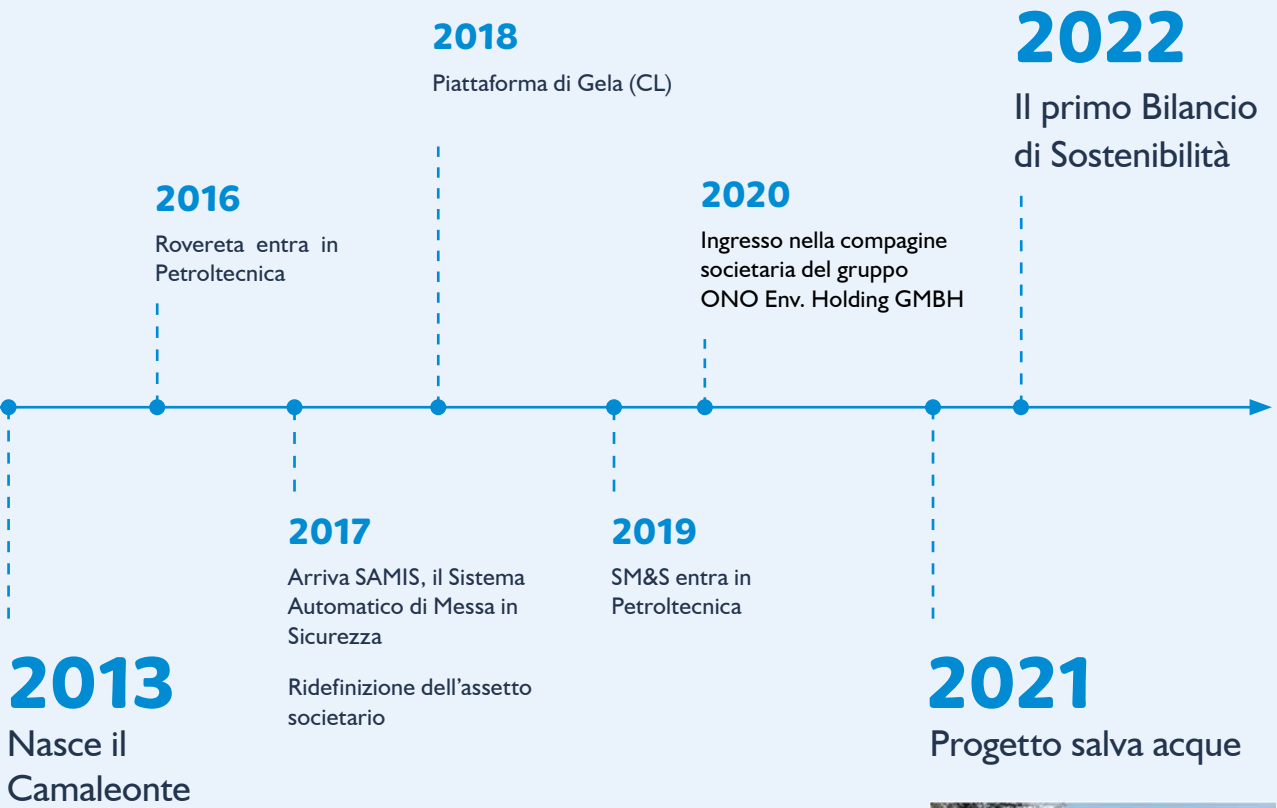 2018
Piattaforma di Gela (CL)
2022
Il primo Bilancio
di Sostenibilità
2016
Rovereta entra in
Petroltecnica
2020
Ingresso nella compagine
societaria del gruppo
ONO Env. Holding GMBH
2017
Arriva SAMIS, il Sistema
Automatico di Messa in
Sicurezza
Ridefinizione dell’assetto
societario
2019
SM&S entra in
Petroltecnica
2013
Nasce il
Camaleonte
2021
Progetto salva acque